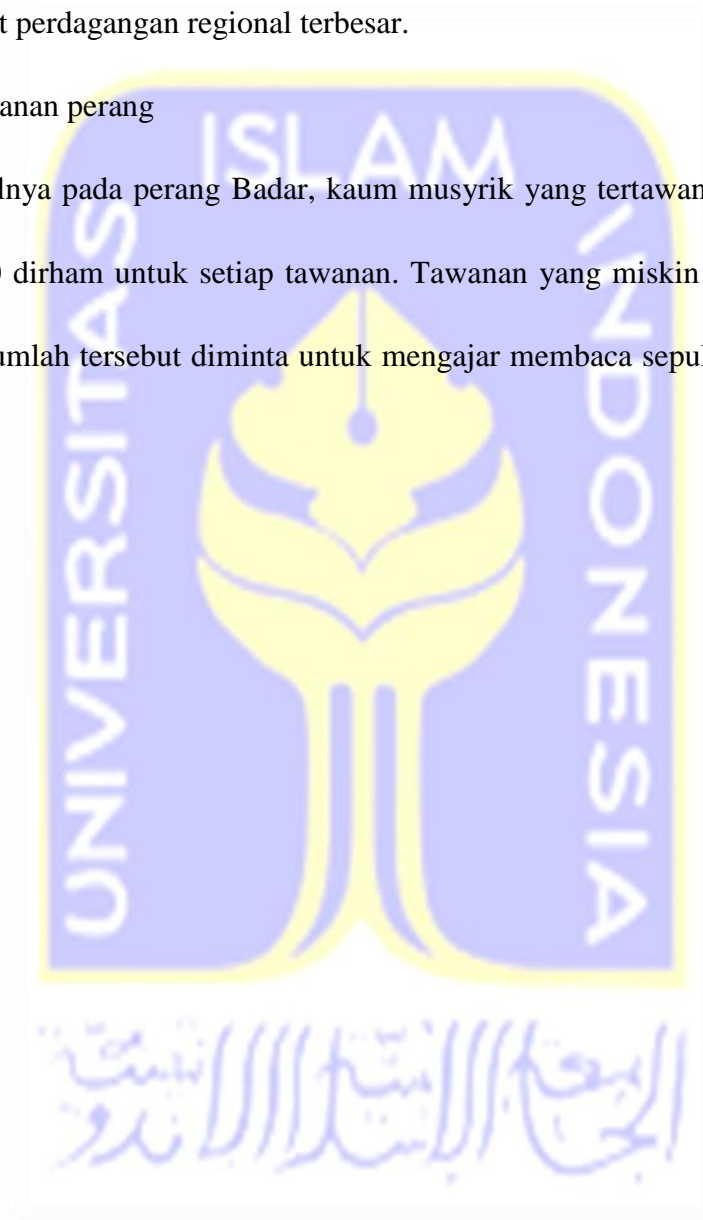 t perdagangan regional terbesar.
anan perang
lnya pada perang Badar, kaum musyrik yang tertawan
dirham untuk setiap tawanan. Tawanan yang miskin
umlah tersebut diminta untuk mengajar membaca sepul
UNIVERSITAS
ISLAM
INDONESIA